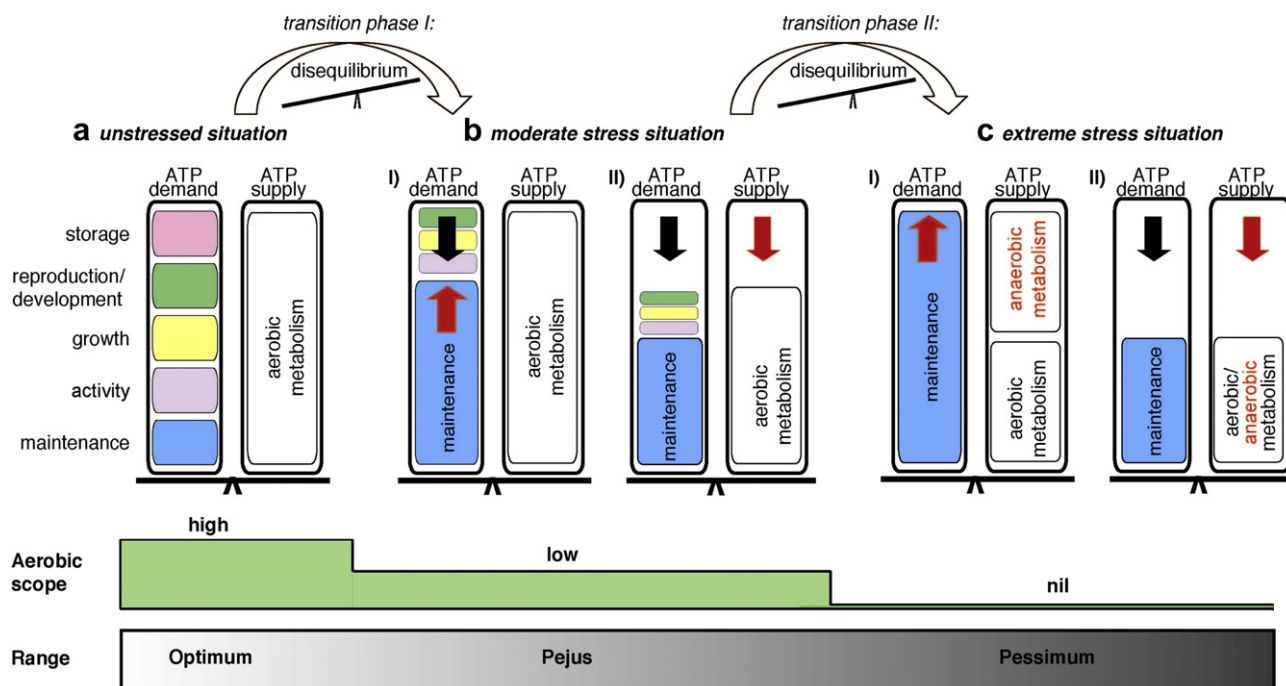 transition phase I:
disequilibrium
transition phase II:
disequilibrium
a unstressed situation
b moderate stress situation
c extreme stress situation
ATP
demand
ATP
supply
storage
reproduction/
development
growth
activity
maintenance
aerobic
metabolism
I)
ATP
demand
ATP
supply
maintenance
aerobic
metabolism
II)
ATP
demand
ATP
supply
maintenance
aerobic
metabolism
I)
ATP
demand
ATP
supply
maintenance
anaerobic
metabolism
aerobic
metabolism
II)
ATP
demand
ATP
supply
maintenance
aerobic/
anaerobic
metabolism
Aerobic
scope
high
low
nil
Range
Optimum
Pejus
Pessimum